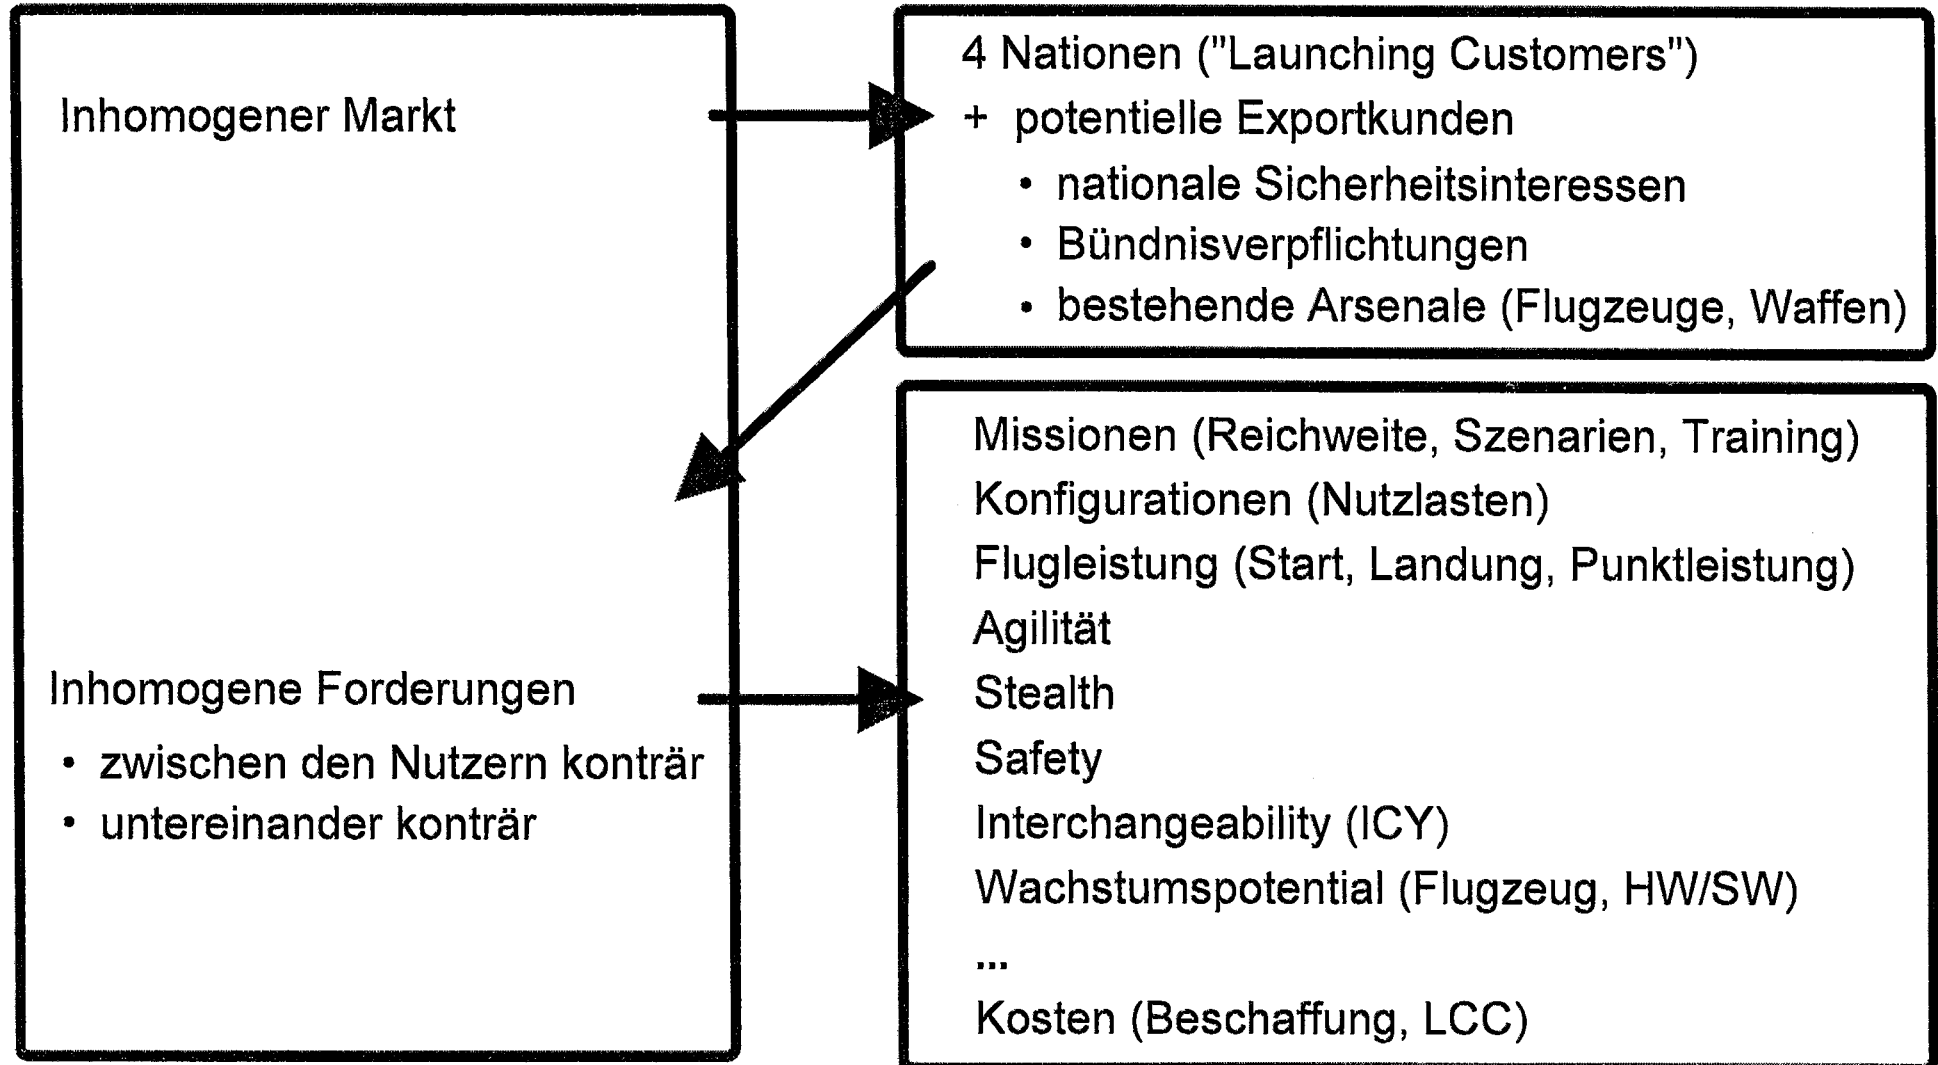 Inhomogener Markt
4 Nationen ("Launching Customers")
+ potentielle Exportkunden
• nationale Sicherheitsinteressen
• Bündnisverpflichtungen
• bestehende Arsenale (Flugzeuge, Waffen)
Inhomogene Forderungen
• zwischen den Nutzern konträr
• untereinander konträr
Missionen (Reichweite, Szenarien, Training)
Konfigurationen (Nutzlasten)
Flugleistung (Start, Landung, Punktleistung)
Agilität
Stealth
Safety
Interchangeability (ICY)
Wachstumspotential (Flugzeug, HW/SW)
...
Kosten (Beschaffung, LCC)